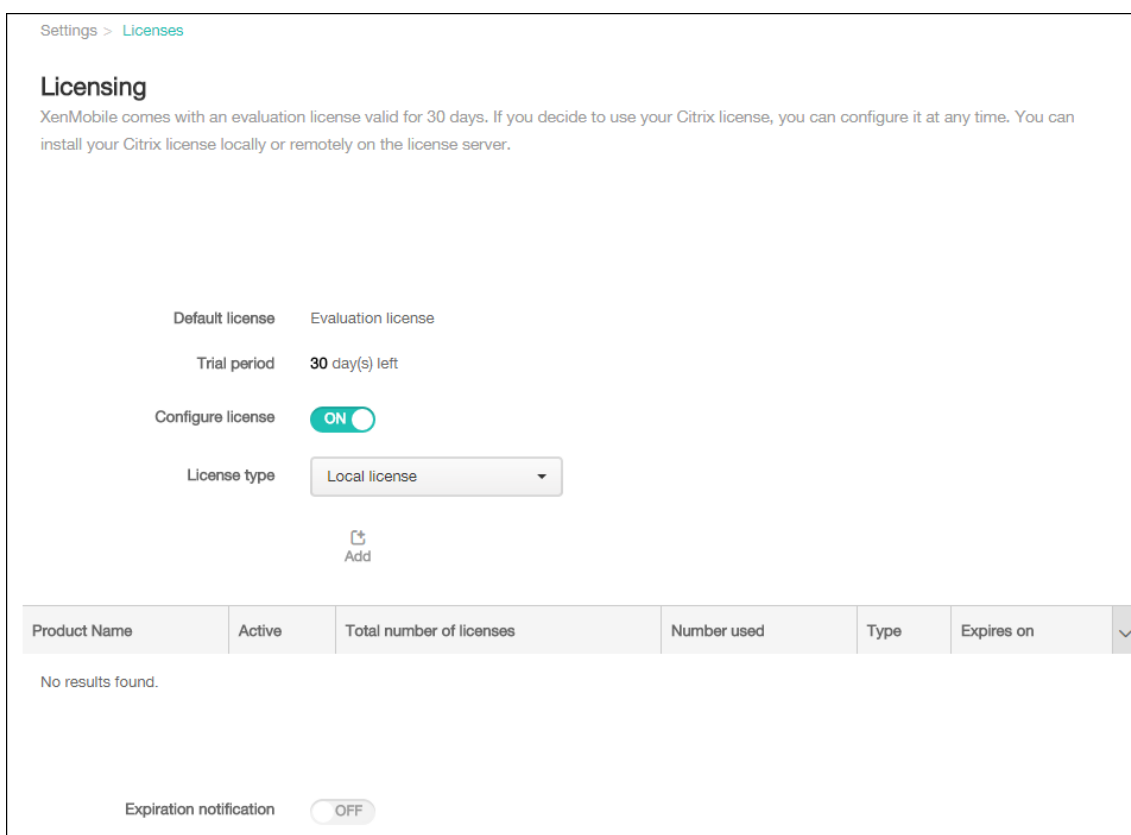 Settings > Licenses
Licensing
XenMobile comes with an evaluation license valid for 30 days. If you decide to use your Citrix license, you can configure it at any time. You can
install your Citrix license locally or remotely on the license server.
Default license Evaluation license
Trial period 30 day(s) left
Configure license ON
License type Local license
Add
Product Name Active Total number of licenses Number used Type Expires on
No results found.
Expiration notification OFF